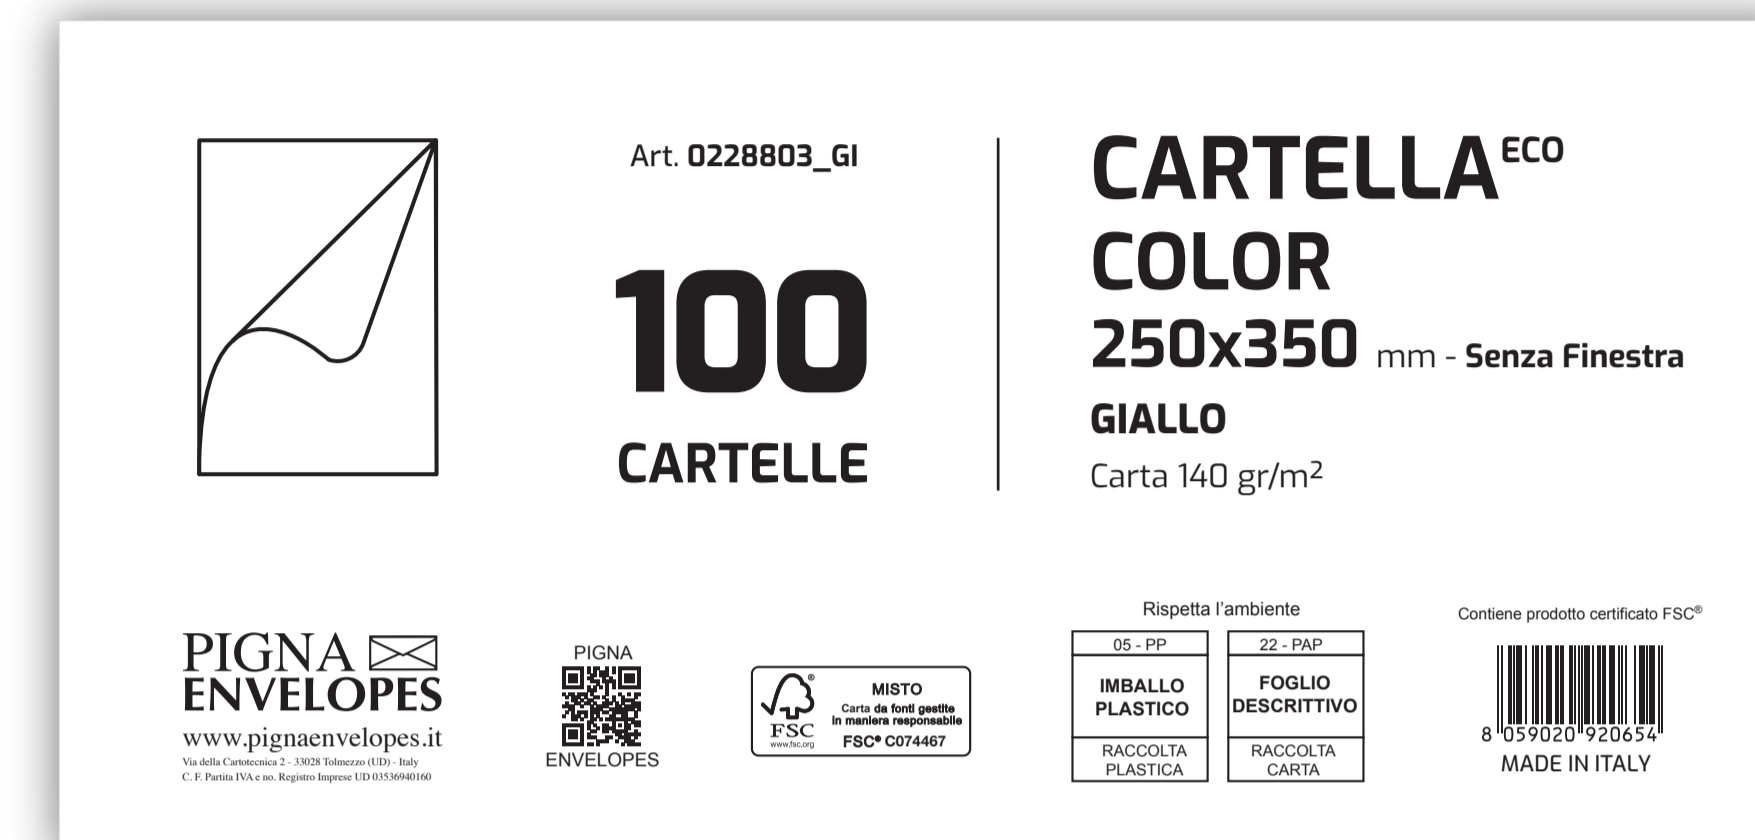 Art. 0228803_GI
100
CARTELLE
CARTELLA ECO
COLOR
250x350 mm - Senza Finestra
GIALLO
Carta 140 gr/m²
PIGNA
ENVELOPES
www.pignaenvelopes.it
Via della Cartotecnica 2 - 33028 Tolmezzo (UD) - Italy
C. F. Partita IVA e no. Registro Imprese UD 03536940160
PIGNA
ENVELOPES
FSC®
www.fsc.org
MISTO
Carta da fonti gestite
in maniera responsabile
FSC® C074467
Rispetta l'ambiente
05 - PP
IMBALLO
PLASTICO
RACCOLTA
PLASTICA
22 - PAP
FOGLIO
DESCRITTIVO
RACCOLTA
CARTA
Contiene prodotto certificato FSC®
8 059020 920654
MADE IN ITALY